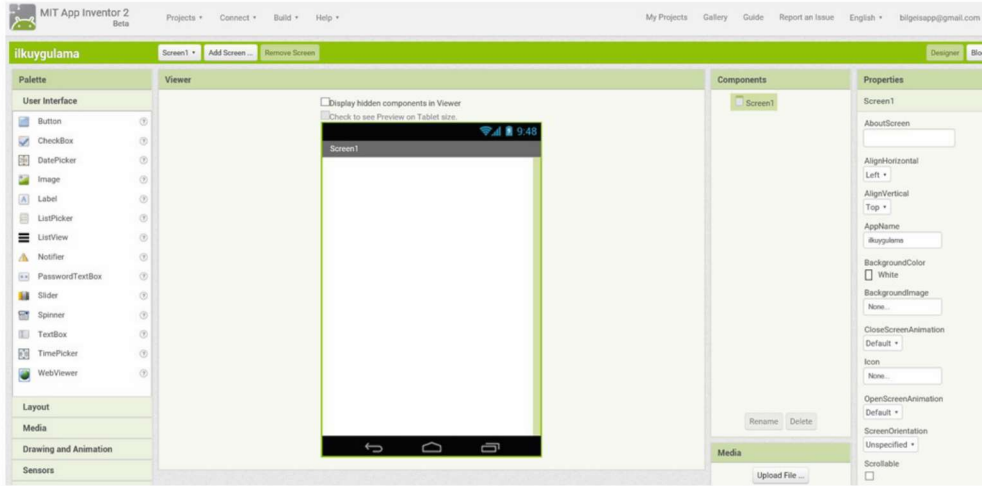 MIT App Inventor 2
Beta
Projects Connect Build Help
My Projects Gallery Guide Report an Issue English bilgeisapp@gmail.com
ilkuygulama
Screen1 Add Screen ... Remove Screen
Designer Blo
Palette
User Interface
Button
CheckBox
DatePicker
Image
Label
ListPicker
ListView
Notifier
PasswordTextBox
Slider
Spinner
TextBox
TimePicker
WebViewer
Layout
Media
Drawing and Animation
Sensors
Viewer
Display hidden components in Viewer
Check to see Preview on Tablet size.
9:48
Screen1
Components
Screen1
Rename Delete
Media
Upload File ...
Properties
Screen1
AboutScreen
AlignHorizontal
Left
AlignVertical
Top
AppName
ilkuygulama
BackgroundColor
White
BackgroundImage
None...
CloseScreenAnimation
Default
Icon
None...
OpenScreenAnimation
Default
ScreenOrientation
Unspecified
Scrollable